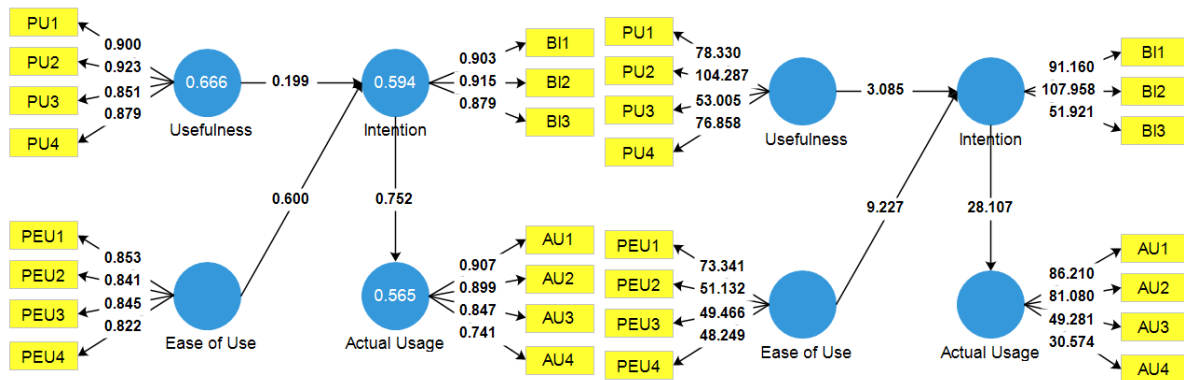 PU1
PU2
PU3
PU4
0.900
0.923
0.851
0.879
0.666
Usefulness
0.199
0.594
Intention
0.903
0.915
0.879
BI1
BI2
BI3
0.600
0.752
PEU1
PEU2
PEU3
PEU4
0.853
0.841
0.845
0.822
Ease of Use
0.565
Actual Usage
0.907
0.899
0.847
0.741
AU1
AU2
AU3
AU4
PU1
PU2
PU3
PU4
78.330
104.287
53.005
76.858
Usefulness
3.085
Intention
91.160
107.958
51.921
BI1
BI2
BI3
9.227
28.107
PEU1
PEU2
PEU3
PEU4
73.341
51.132
49.466
48.249
Ease of Use
Actual Usage
86.210
81.080
49.281
30.574
AU1
AU2
AU3
AU4